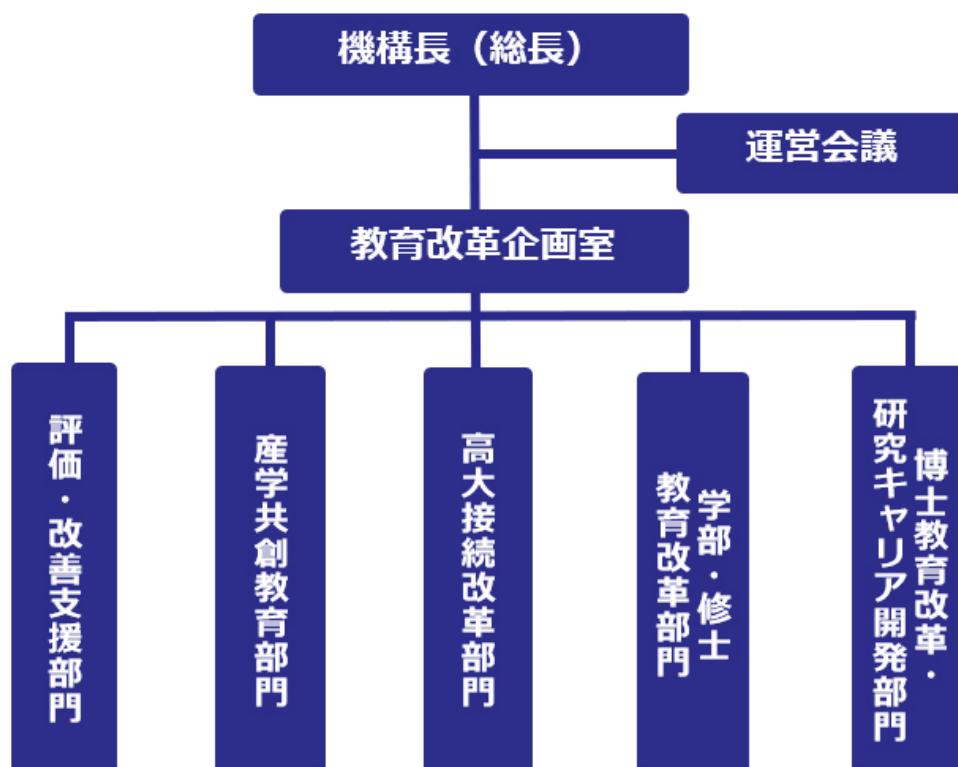 機構長（総長）
運営会議
教育改革企画室
評価・改善支援部門
産学共創教育部門
高大接続改革部門
学部・修士
教育改革部門
博士教育改革・
研究キャリア開発部門